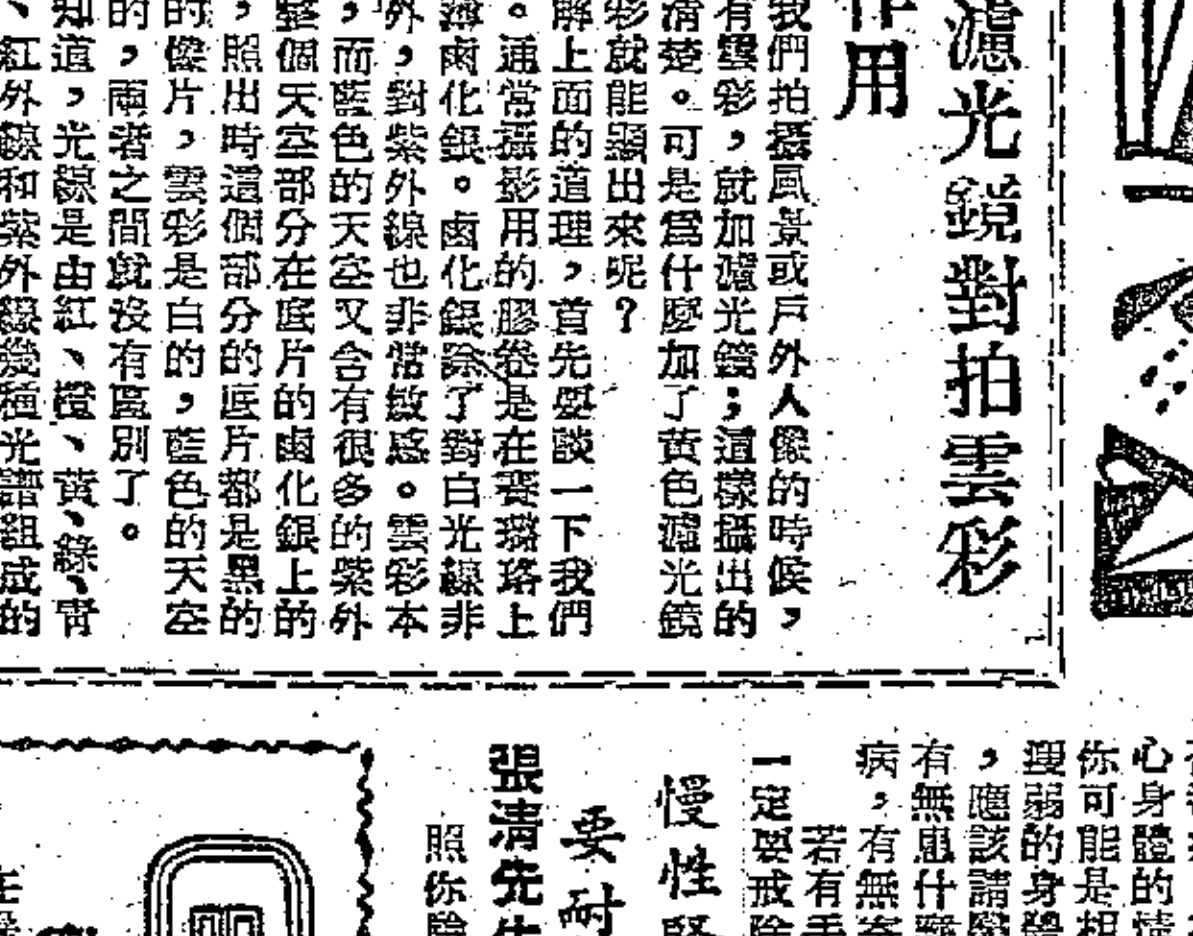 濾光鏡對拍雲彩
作用
我們拍攝風景或戶外人像的時候，
有雲彩，就加濾光鏡；這樣攝出的
清楚。可是爲什麼加了黃色濾光鏡
彩就能顯出來呢？
解上面的道理，首先要談一下我們
。通常攝影用的膠卷是在賽璐珞上
薄鹵化銀。鹵化銀除了對白光線非
外，對紫外線也非常敏感。雲彩本
，而藍色的天空又含有很多的紫外
整個天空部分在底片的鹵化銀上的
，照出時這個部分的底片都是黑的
的像片，雲彩是白的，藍色的天空
的，兩者之間就沒有區別了。
知道，光線是由紅、橙、黃、綠、青
、紅外線和紫外線幾種光譜組成的
心身體的情
你可能是相
瘦弱的身體
，應該請醫
有無患什麼
病，有無寄
若有手
一定要戒除
慢性腎
要耐
張清先生
照你